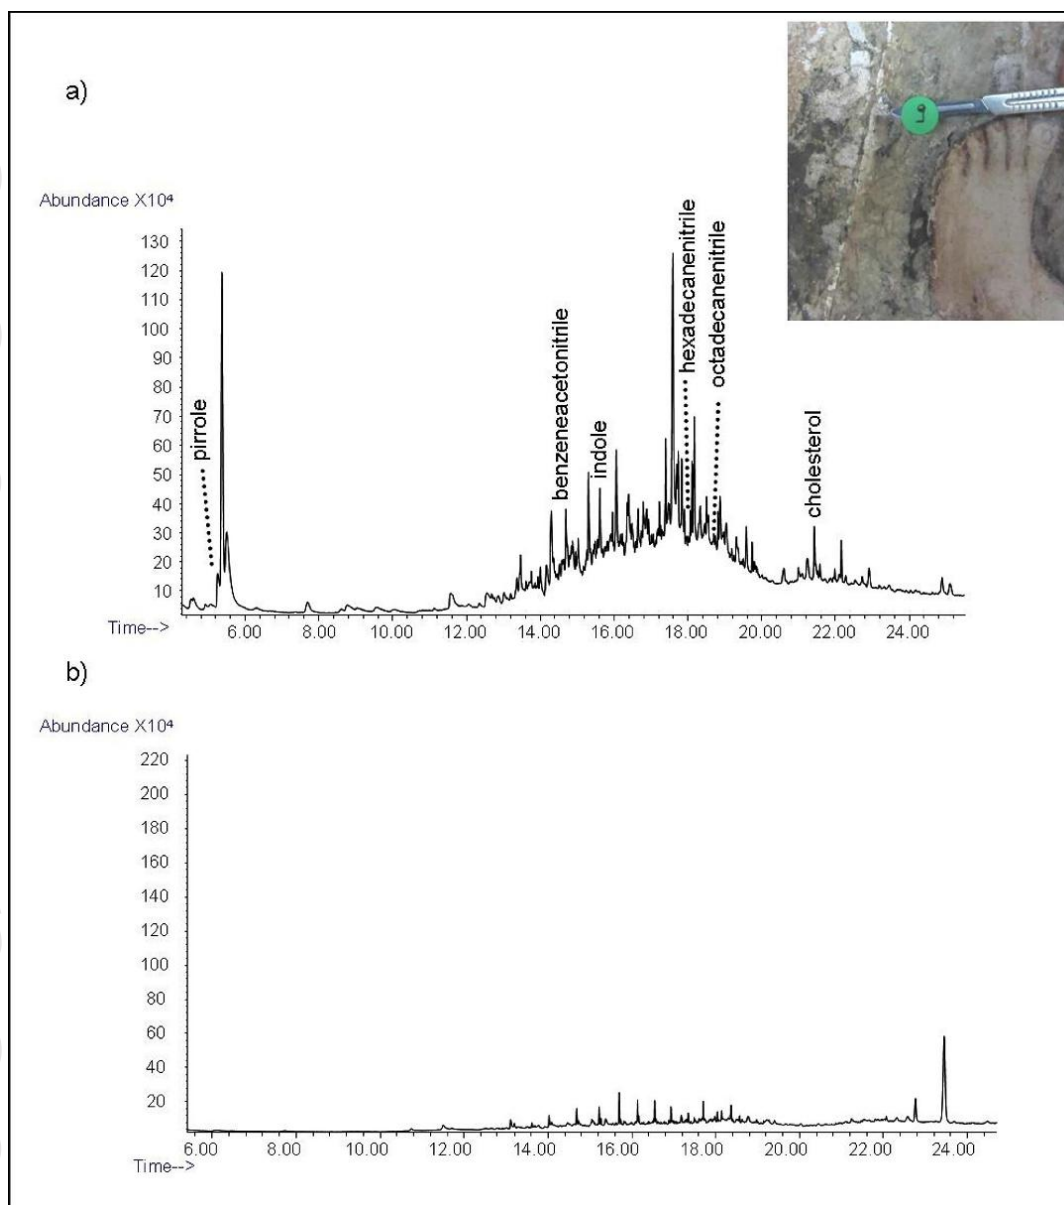 a)
Abundance X10⁴
130
120
110
100
90
80
70
60
50
40
30
20
10
pirrole
benzeneacetonitrile
indole
hexadecanenitrile
octadecanenitrile
cholesterol
6.00 8.00 10.00 12.00 14.00 16.00 18.00 20.00 22.00 24.00
Time-->
b)
Abundance X10⁴
220
200
180
160
140
120
100
80
60
40
20
6.00 8.00 10.00 12.00 14.00 16.00 18.00 20.00 22.00 24.00
Time-->